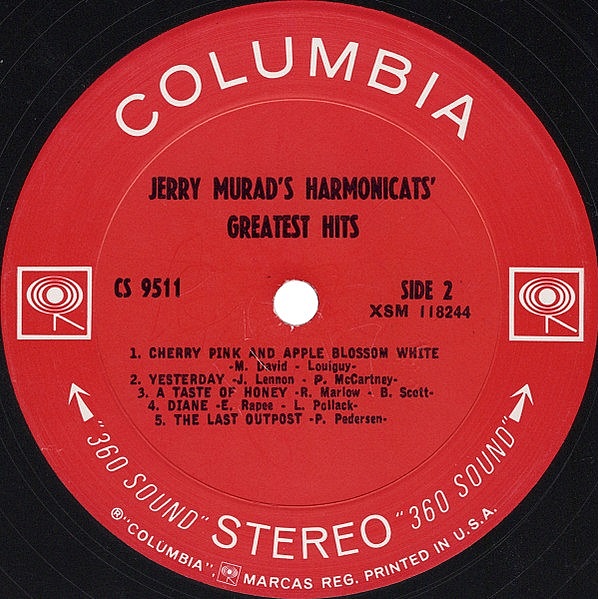 COLUMBIA
JERRY MURAD'S HARMONICATS'
GREATEST HITS
CS 9511
SIDE 2
XSM 118244
1. CHERRY PINK AND APPLE BLOSSOM WHITE
-M. David - Louiguy-
2. YESTERDAY -J. Lennon - P. McCartney-
3. A TASTE OF HONEY -R. Marlow - B. Scott-
4. DIANE -E. Rapee - L. Pollack-
5. THE LAST OUTPOST -P. Pedersen-
"360 SOUND" STEREO "360 SOUND"
®"COLUMBIA", MARCAS REG. PRINTED IN U.S.A.